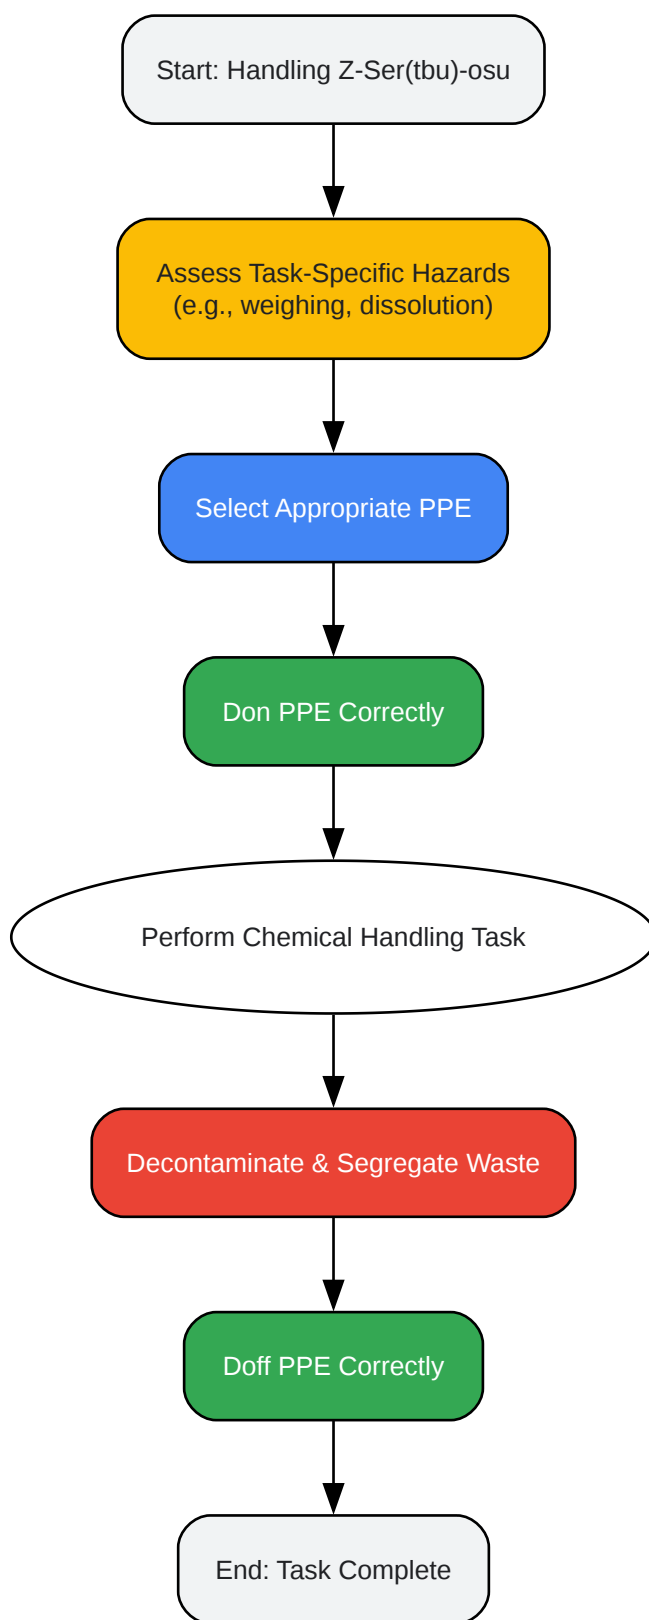 Start: Handling Z-Ser(tbu)-osu
Assess Task-Specific Hazards
(e.g., weighing, dissolution)
Select Appropriate PPE
Don PPE Correctly
Perform Chemical Handling Task
Decontaminate & Segregate Waste
Doff PPE Correctly
End: Task Complete